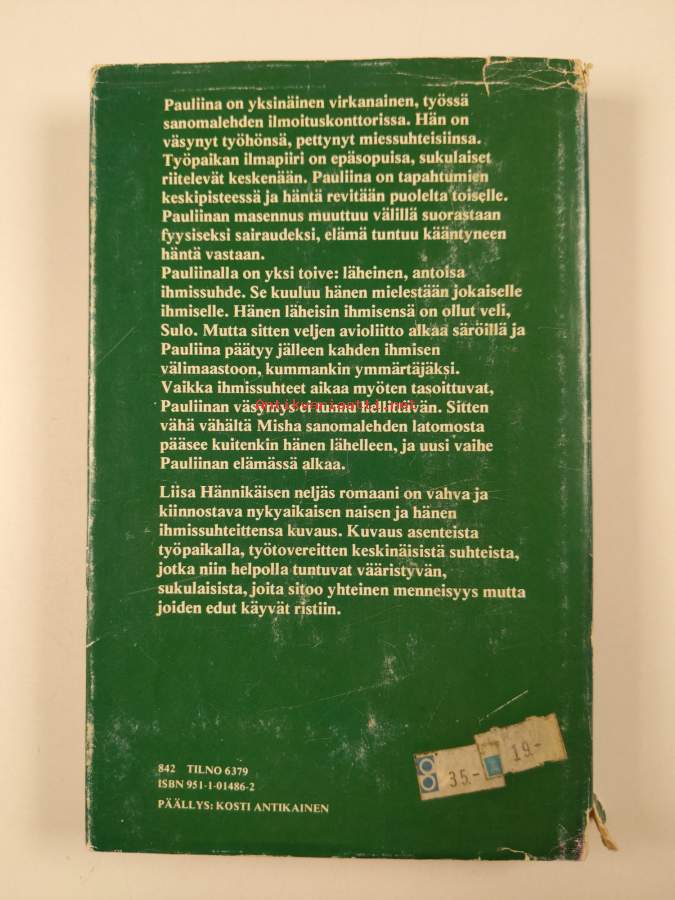 Pauliina on yksinäinen virkanainen, työssä
sanomalehden ilmoituskonttorissa. Hän on
väsynyt työhönsä, pettynyt miessuhteisiinsa.
Työpaikan ilmapiiri on epäsopuisa, sukulaiset
riitelevät keskenään. Pauliina on tapahtumien
keskipisteessä ja häntä revitään puolelta toiselle.
Pauliinan masennus muuttuu välillä suorastaan
fyysiseksi sairaudeksi, elämä tuntuu kääntyneen
häntä vastaan.
Pauliinalla on yksi toive: läheinen, antoisa
ihmissuhde. Se kuuluu hänen mielestään jokaiselle
ihmiselle. Hänen läheisin ihmisensä on ollut veli,
Sulo. Mutta sitten veljen avioliitto alkaa säröillä ja
Pauliina päätyy jälleen kahden ihmisen
välimaastoon, kummankin ymmärtäjäksi.
Vaikka ihmissuhteet aikaa myöten tasoittuvat,
Pauliinan väsymys ei tunnu hellittävän. Sitten
Antikvariaatti.net
vähä vähältä Misha sanomalehden latomosta
pääsee kuitenkin hänen lähelleen, ja uusi vaihe
Pauliinan elämässä alkaa.
Liisa Hännikäisen neljäs romaani on vahva ja
kiinnostava nykyaikaisen naisen ja hänen
ihmissuhteittensa kuvaus. Kuvaus asenteista
työpaikalla, työtovereitten keskinäisistä suhteista,
jotka niin helpolla tuntuvat vääristyvän,
sukulaisista, joita sitoo yhteinen menneisyys mutta
joiden edut käyvät ristiin.
35.- 19.-
842 TILNO 6379
ISBN 951-1-01486-2
PÄÄLLYS: KOSTI ANTIKAINEN